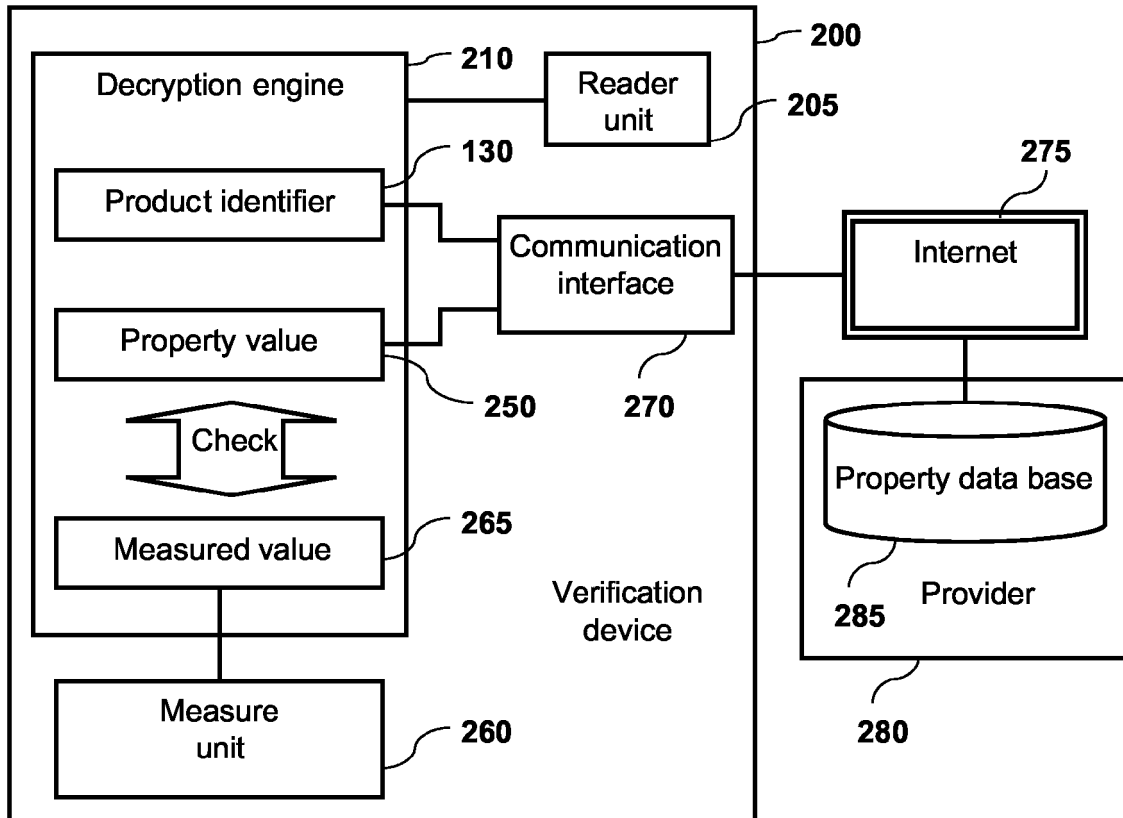 200
210
Decryption engine
Reader
unit
205
130
Product identifier
275
Communication
interface
Internet
Property value
250
270
Check
Property data base
265
Measured value
Verification
device
285
Provider
Measure
unit
260
280